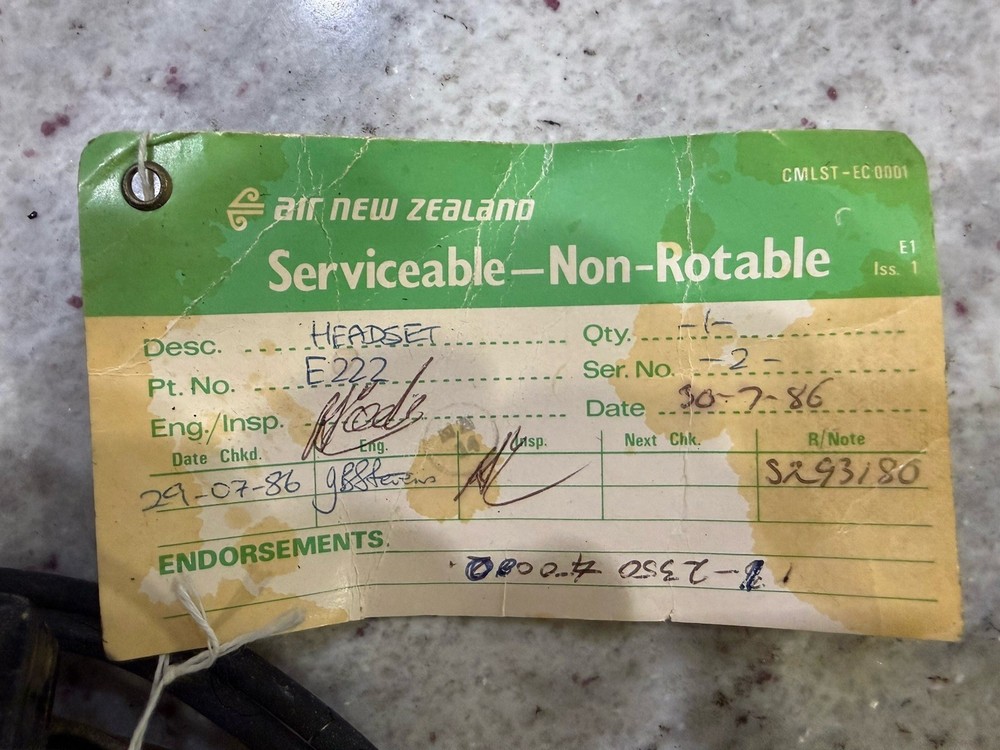 CMLST-EC 0001
air new zealand
Serviceable-Non-Rotable
E1
Iss. 1
Desc. HEADSET Qty. -1-
Pt. No. E222 Ser. No. -2-
Eng./Insp. Date 30-7-86
Date Chkd. Eng. Insp. Next Chk. R/Note
29-07-86 S293180
ENDORSEMENTS.